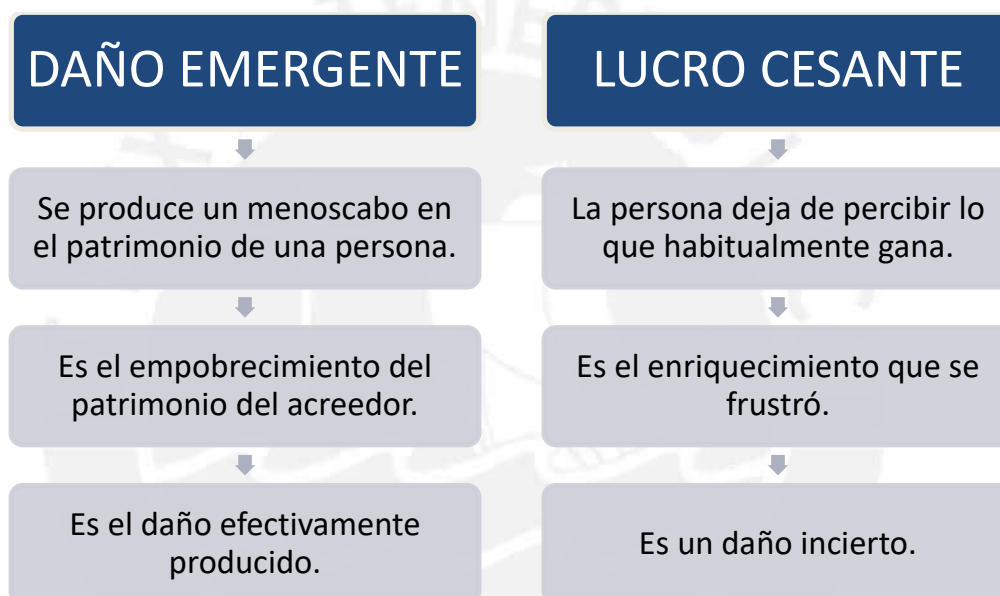 DAÑO EMERGENTE
Se produce un menoscabo en
el patrimonio de una persona.
Es el empobrecimiento del
patrimonio del acreedor.
Es el daño efectivamente
producido.
LUCRO CESANTE
La persona deja de percibir lo
que habitualmente gana.
Es el enriquecimiento que se
frustró.
Es un daño incierto.